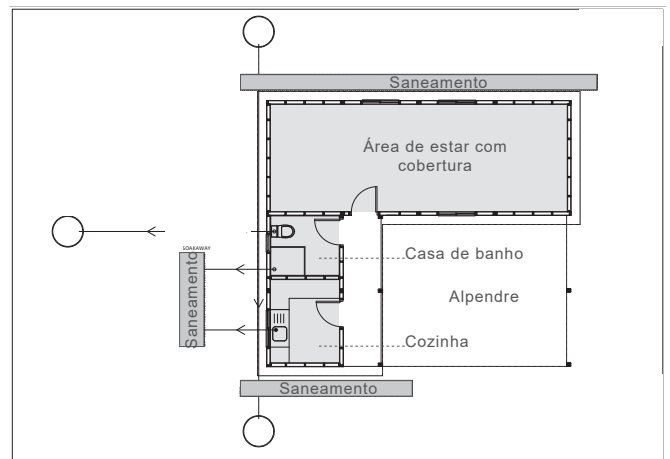 Saneamento
Área de estar com
cobertura
SOAKAWAY
Casa de banho
Saneamento
Alpendre
Cozinha
Saneamento